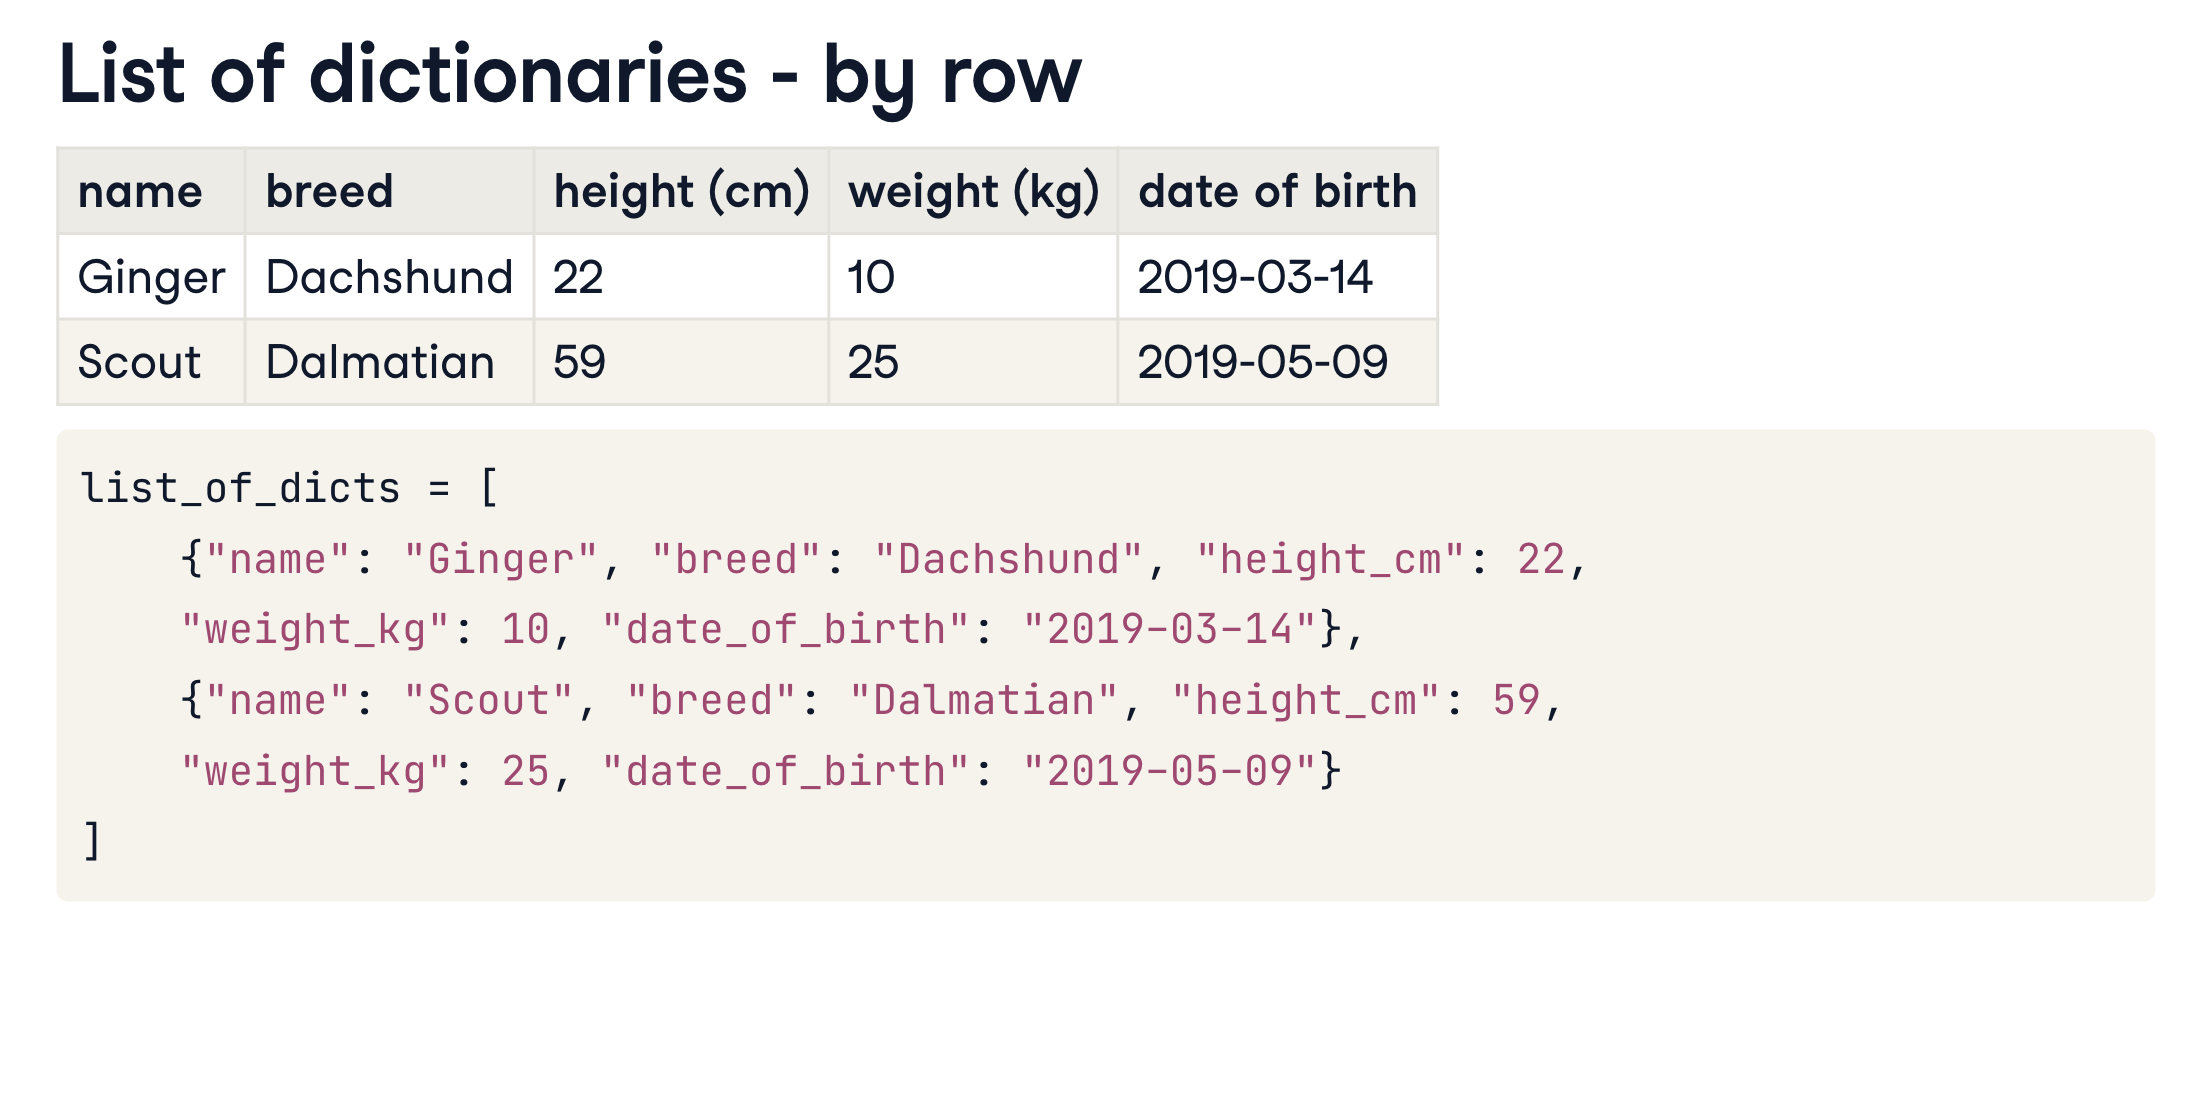 List of dictionaries - by row
name breed height (cm) weight (kg) date of birth
Ginger Dachshund 22 10 2019-03-14
Scout Dalmatian 59 25 2019-05-09
list_of_dicts = [
    {"name": "Ginger", "breed": "Dachshund", "height_cm": 22,
    "weight_kg": 10, "date_of_birth": "2019-03-14"},
    {"name": "Scout", "breed": "Dalmatian", "height_cm": 59,
    "weight_kg": 25, "date_of_birth": "2019-05-09"}
]